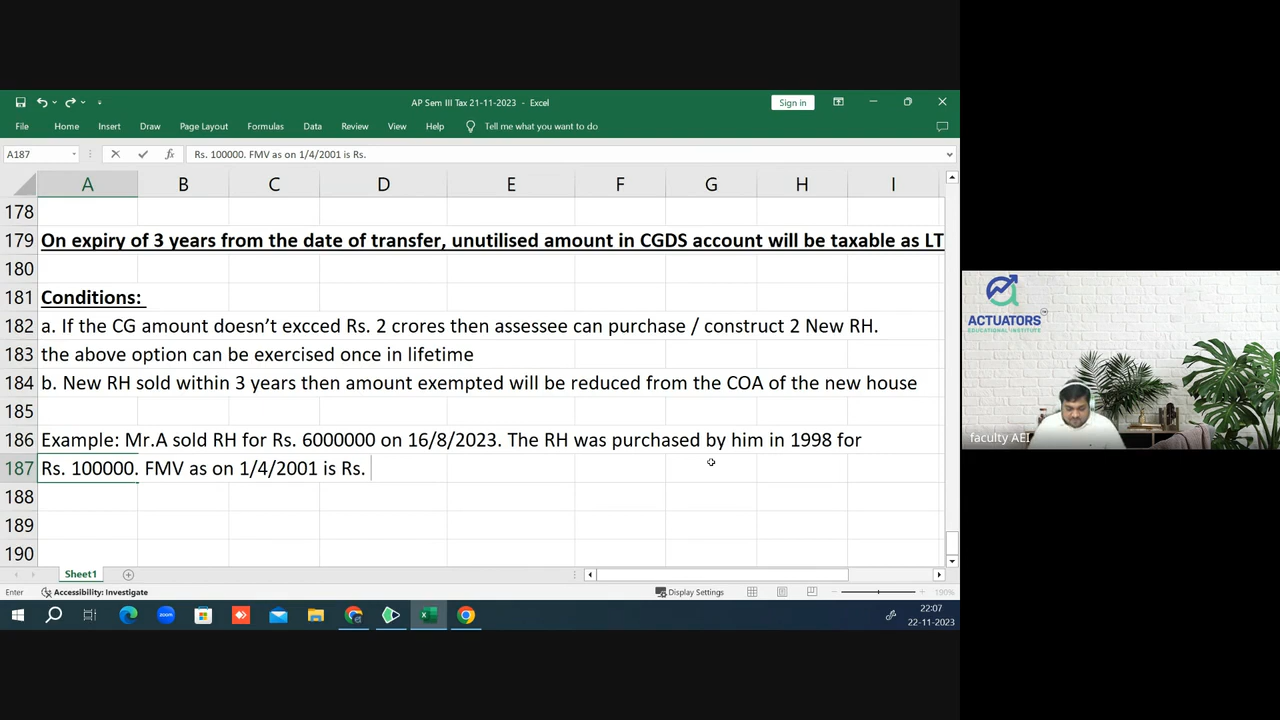 AP Sem III Tax 21-11-2023 - Excel
Sign in
File Home Insert Draw Page Layout Formulas Data Review View Help Tell me what you want to do
A187 fx Rs. 100000. FMV as on 1/4/2001 is Rs.
A B C D E F G H I
178
179 On expiry of 3 years from the date of transfer, unutilised amount in CGDS account will be taxable as LT
180
181 Conditions:
182 a. If the CG amount doesn't excced Rs. 2 crores then assessee can purchase / construct 2 New RH.
183 the above option can be exercised once in lifetime
184 b. New RH sold within 3 years then amount exempted will be reduced from the COA of the new house
185
186 Example: Mr.A sold RH for Rs. 6000000 on 16/8/2023. The RH was purchased by him in 1998 for
187 Rs. 100000. FMV as on 1/4/2001 is Rs.
188
189
190
Sheet1
Enter Accessibility: Investigate Display Settings 190%
zoom
22:07
22-11-2023
ACTUATORS
EDUCATIONAL INSTITUTE
faculty AEI